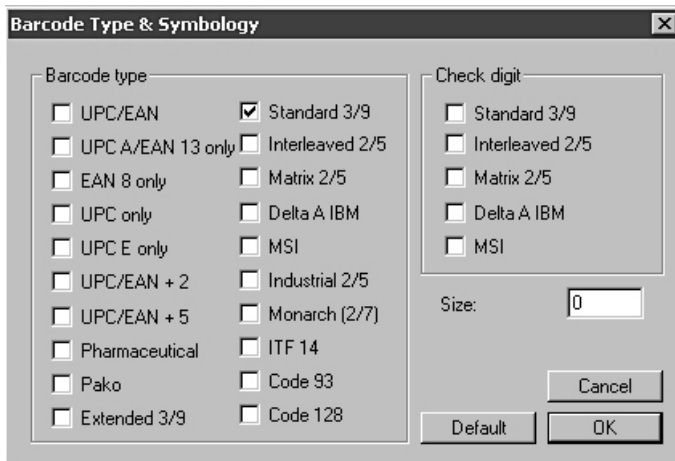 Barcode Type & Symbology
Barcode type
UPC/EAN
UPC A/EAN 13 only
EAN 8 only
UPC only
UPC E only
UPC/EAN + 2
UPC/EAN + 5
Pharmaceutical
Pako
Extended 3/9
Standard 3/9
Interleaved 2/5
Matrix 2/5
Delta A IBM
MSI
Industrial 2/5
Monarch (2/7)
ITF 14
Code 93
Code 128
Check digit
Standard 3/9
Interleaved 2/5
Matrix 2/5
Delta A IBM
MSI
Size: 0
Cancel
Default OK